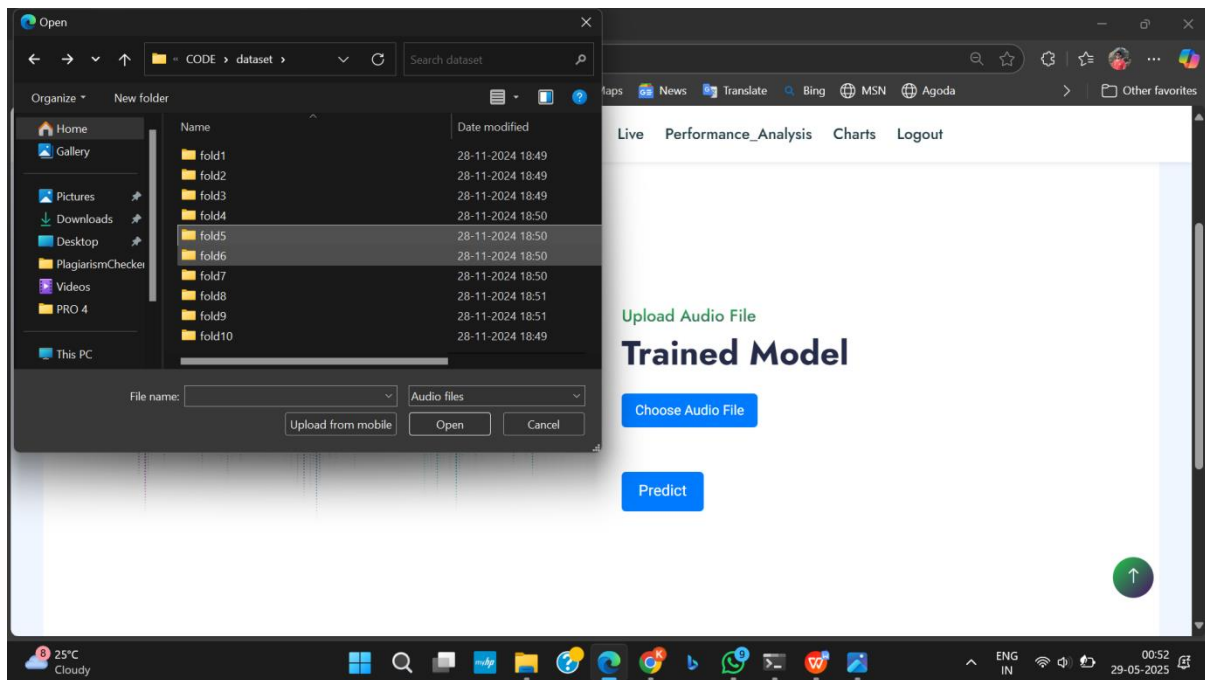 Open
« CODE › dataset ›
Search dataset
Organize
New folder
Home
Gallery
Pictures
Downloads
Desktop
PlagiarismChecker
Videos
PRO 4
This PC
Name Date modified
fold1 28-11-2024 18:49
fold2 28-11-2024 18:49
fold3 28-11-2024 18:49
fold4 28-11-2024 18:50
fold5 28-11-2024 18:50
fold6 28-11-2024 18:50
fold7 28-11-2024 18:50
fold8 28-11-2024 18:51
fold9 28-11-2024 18:51
fold10 28-11-2024 18:49
File name: Audio files
Upload from mobile Open Cancel
News Translate Bing MSN Agoda Other favorites
Live Performance_Analysis Charts Logout
Upload Audio File
Trained Model
Choose Audio File
Predict
8 25°C
Cloudy
myhp
9
ENG
IN
00:52
29-05-2025